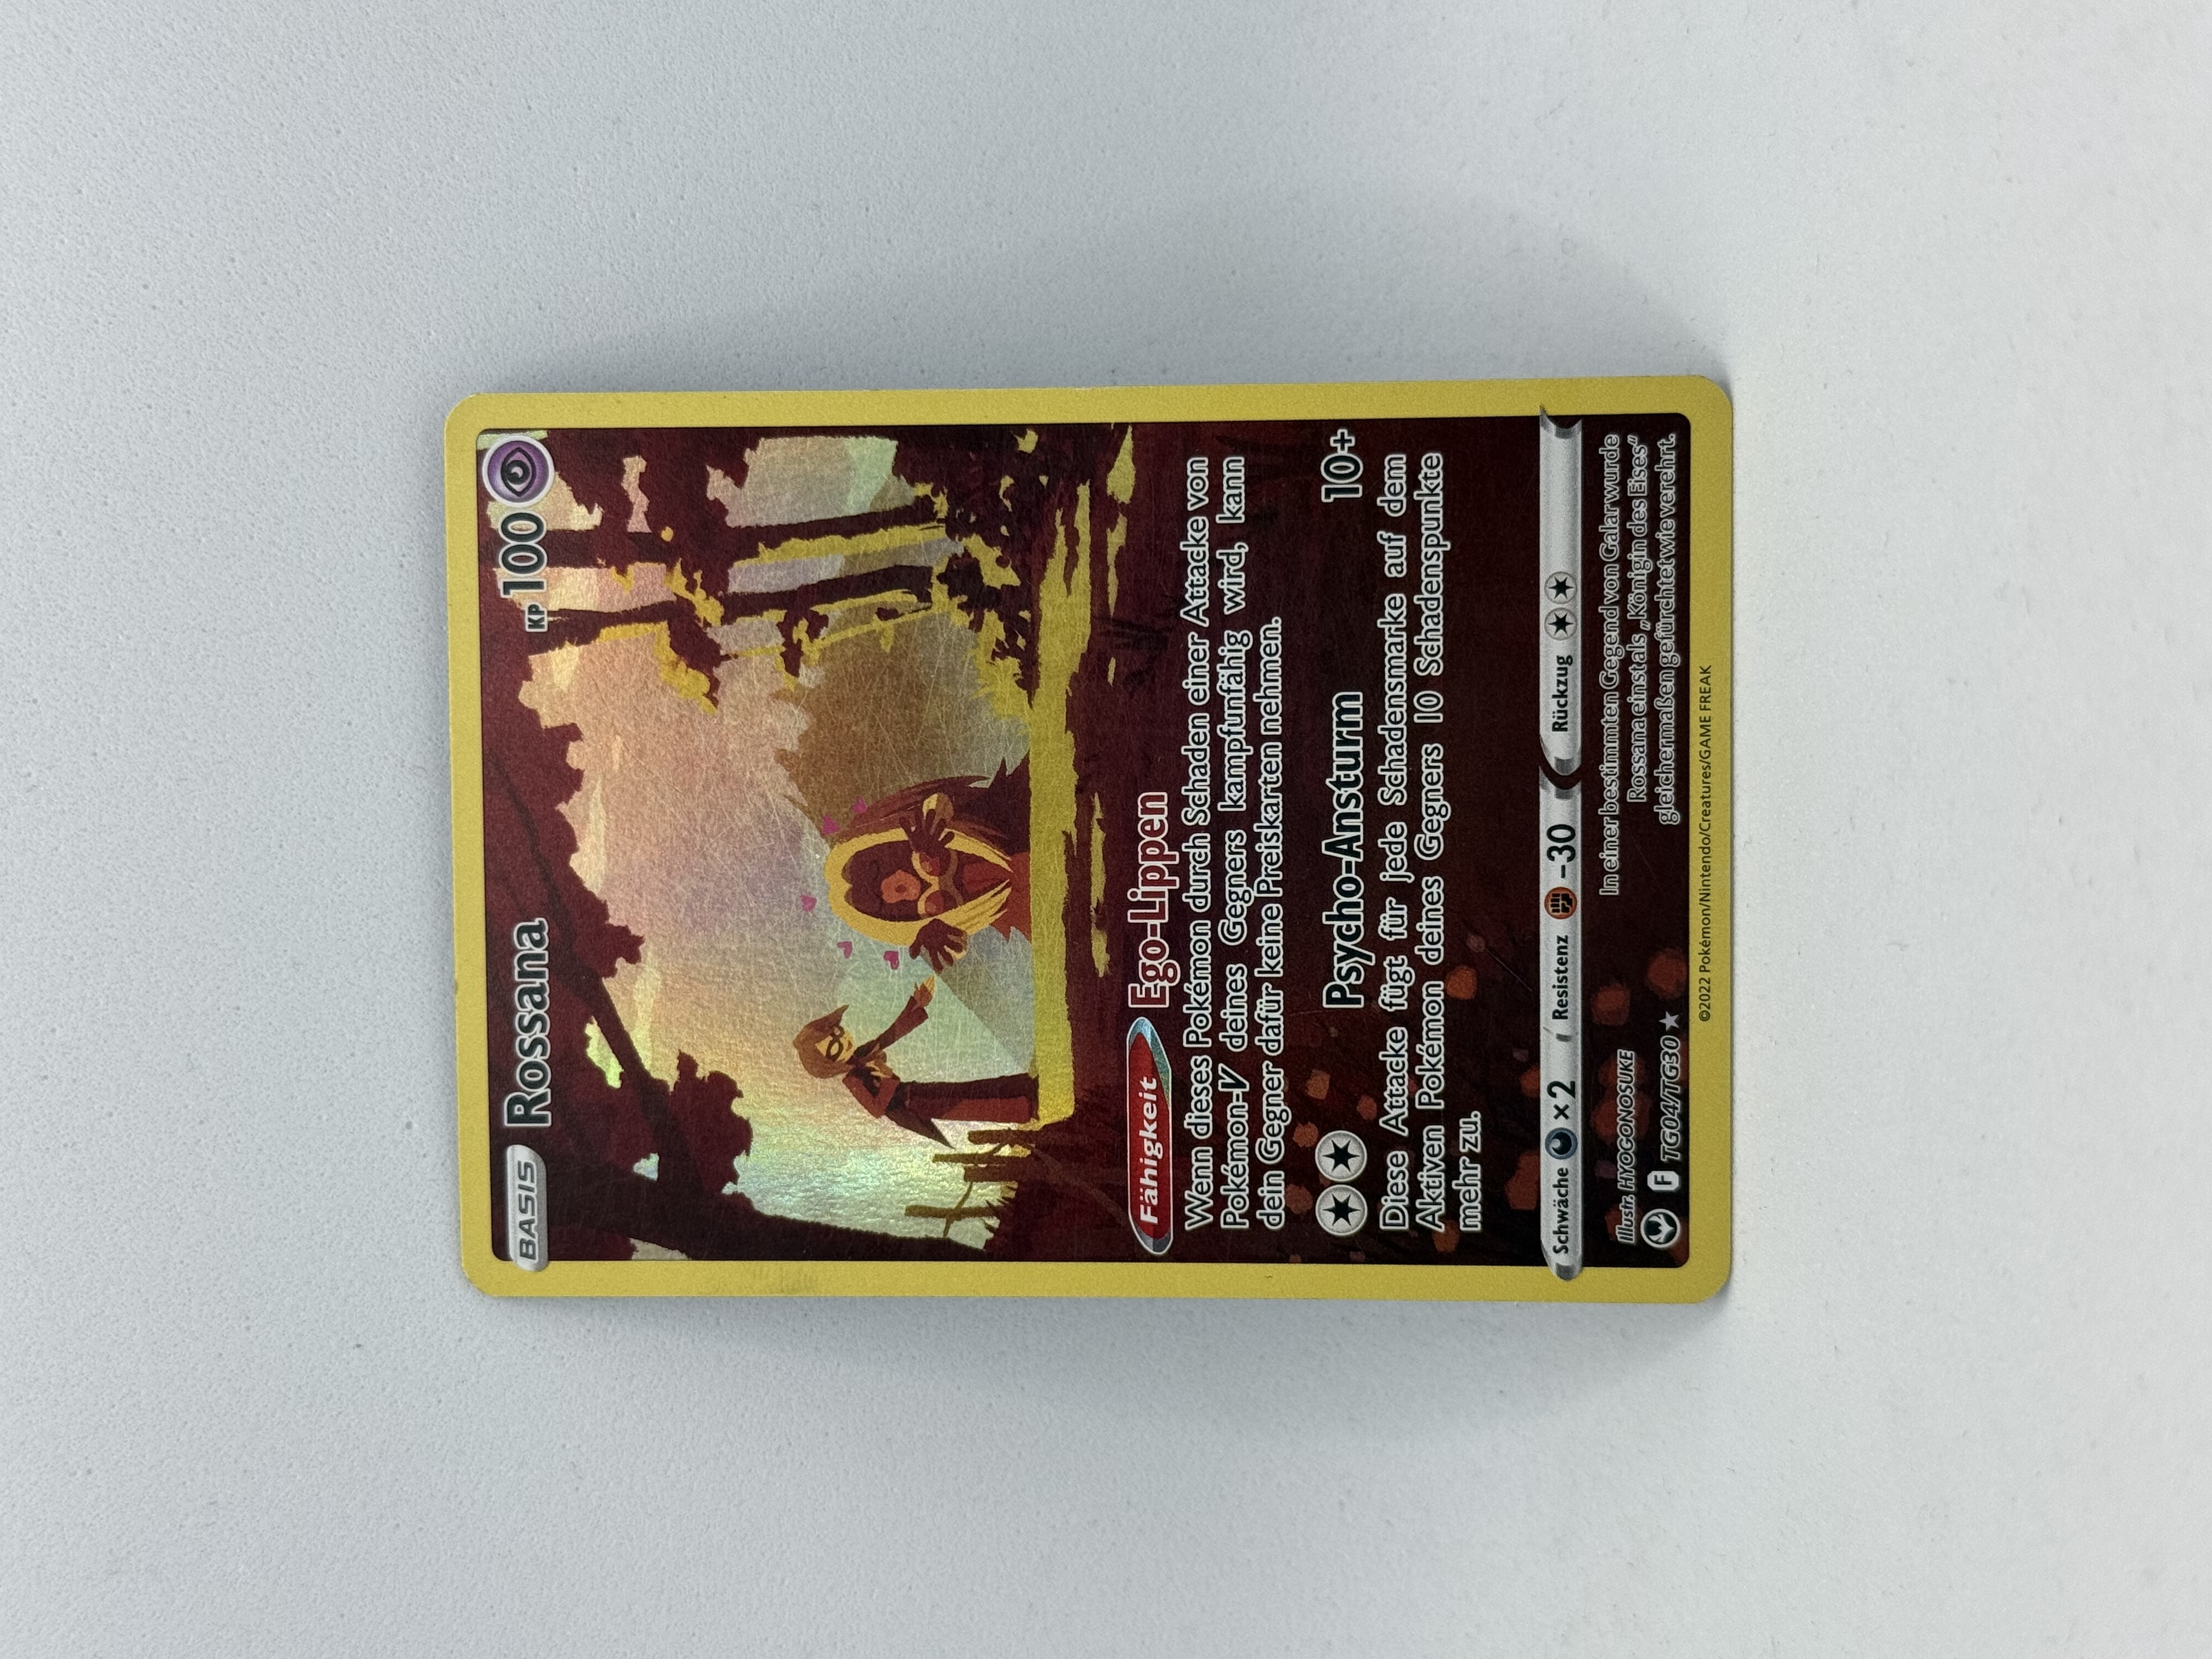 BASIS
Rossana
KP 100
Fähigkeit Ego-Lippen
Wenn dieses Pokémon durch Schaden einer Attacke von
Pokémon-V deines Gegners kampfunfähig wird, kann
dein Gegner dafür keine Preiskarten nehmen.
Psycho-Ansturm 10+
Diese Attacke fügt für jede Schadensmarke auf dem
Aktiven Pokémon deines Gegners 10 Schadenspunkte
mehr zu.
Schwäche ×2 Resistenz -30 Rückzug
Illustr. HYOGONOSUKE
F TG04/TG30 ★
In einer bestimmten Gegend von Galar wurde
Rossana einst als „Königin des Eises“
gleichermaßen gefürchtet wie verehrt.
©2022 Pokémon/Nintendo/Creatures/GAME FREAK